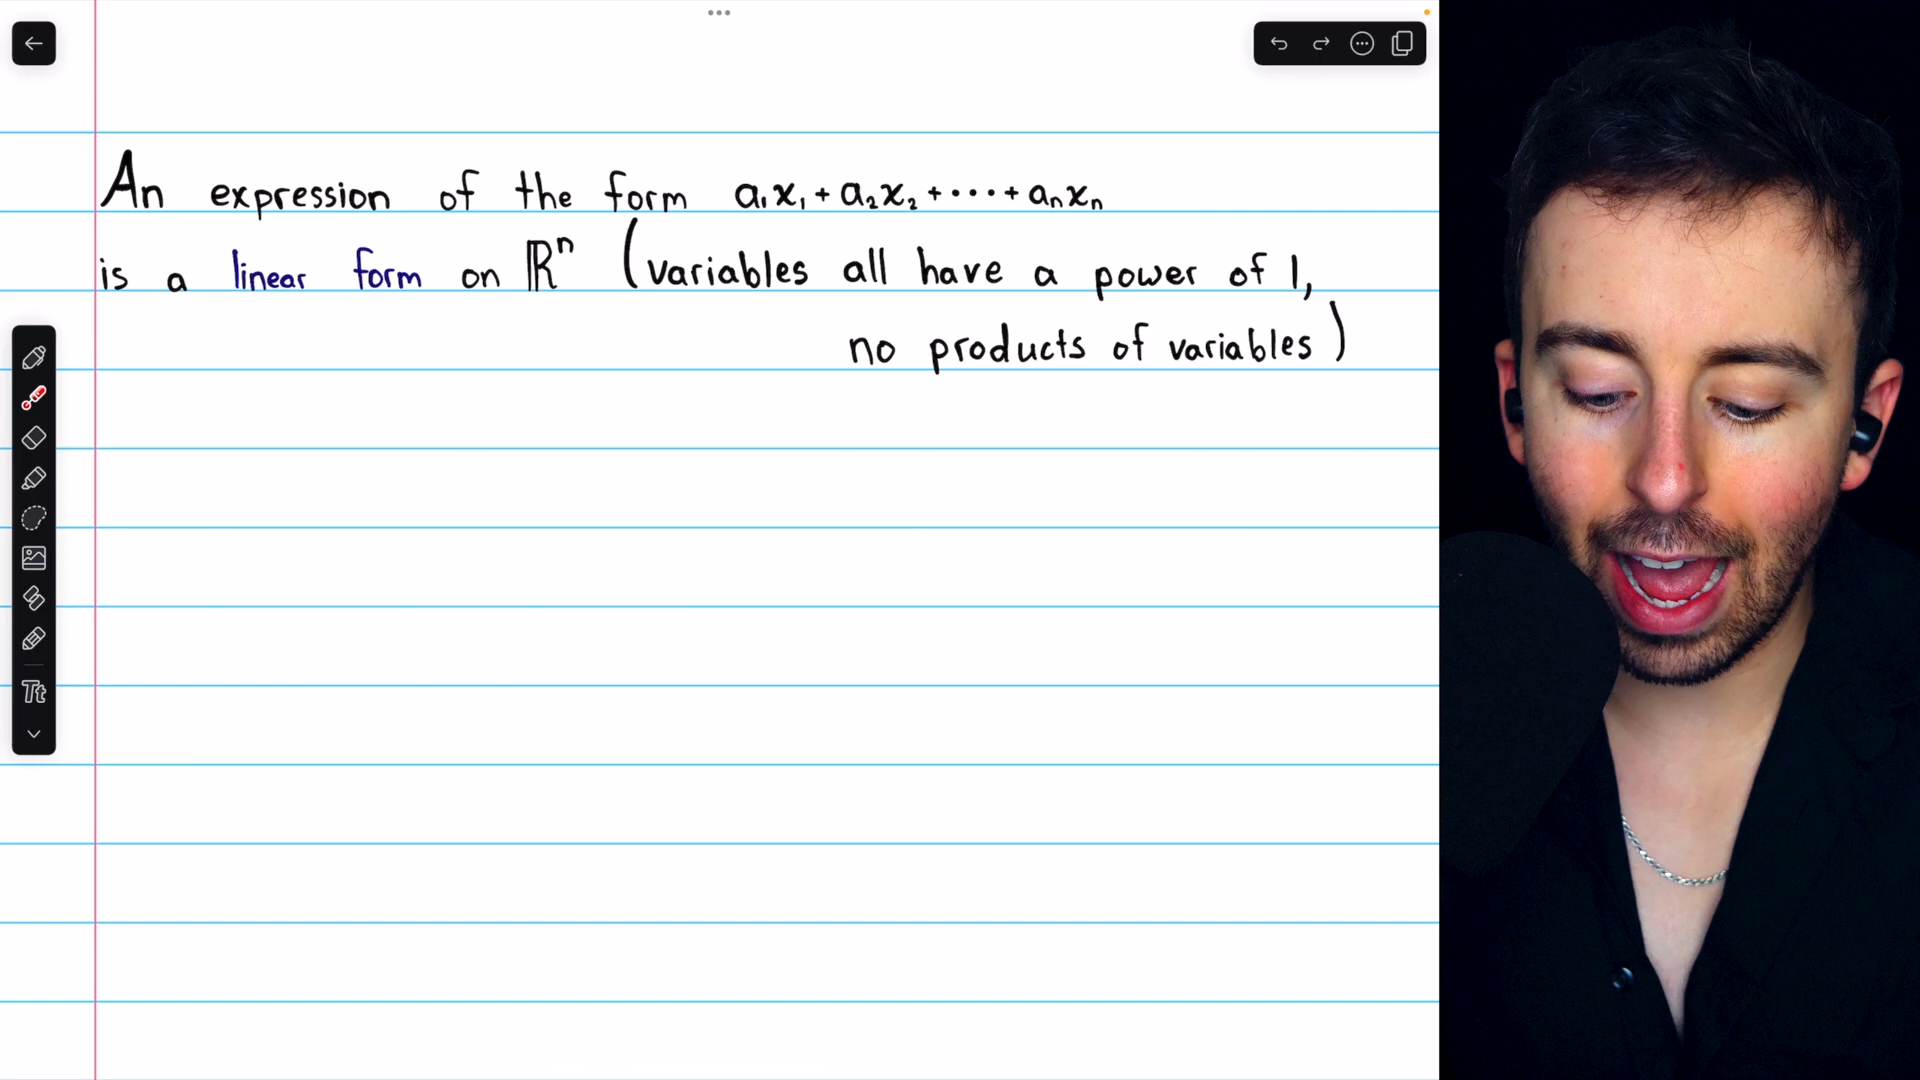 An expression of the form a₁x₁ + a₂x₂ + ···· + aₙxₙ
is a linear form on ℝⁿ (variables all have a power of 1,
no products of variables)
Tt